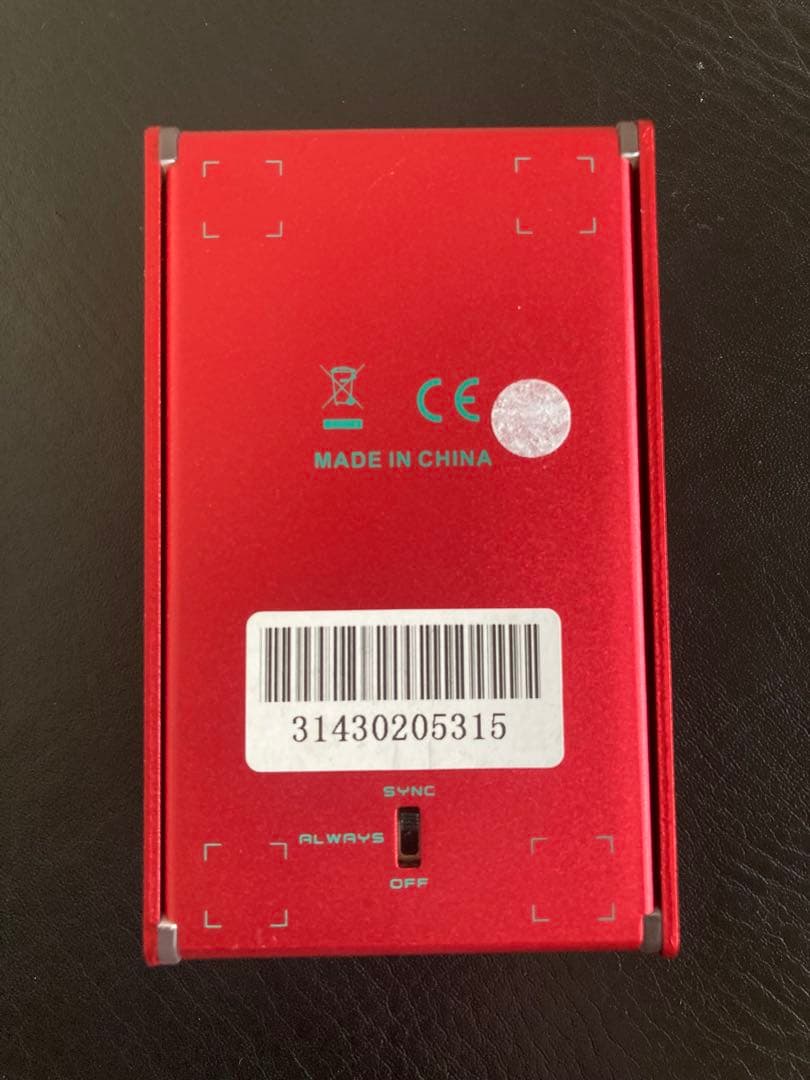 CE
MADE IN CHINA
31430205315
SYNC
ALWAYS
OFF